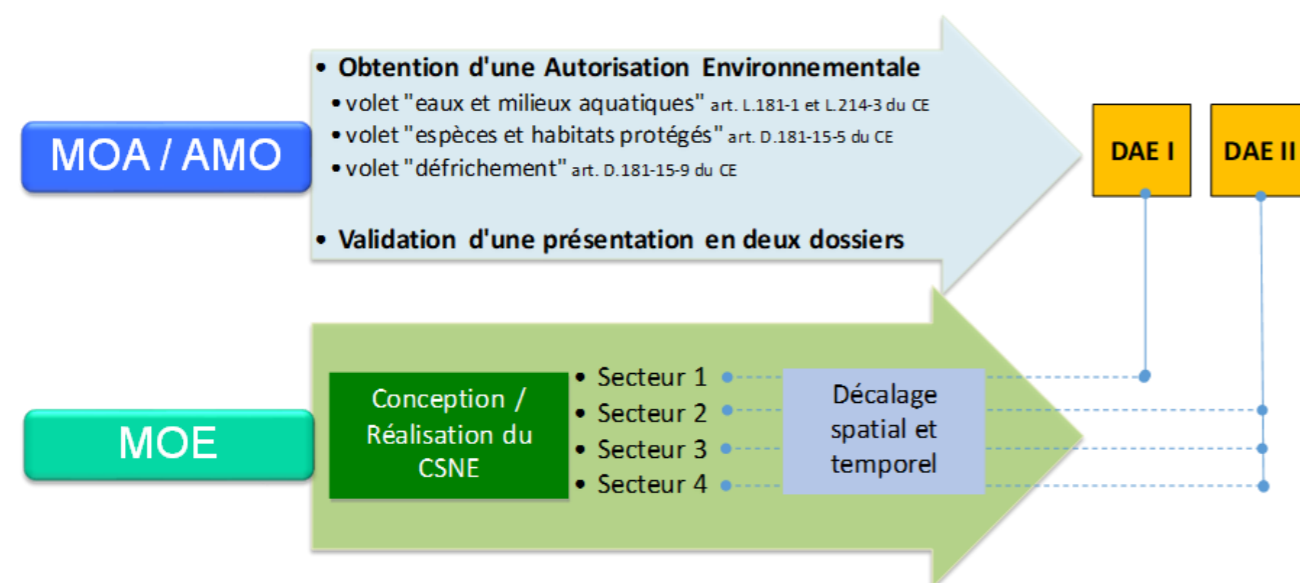 MOA / AMO
• Obtention d'une Autorisation Environnementale
• volet "eaux et milieux aquatiques" art. L.181-1 et L.214-3 du CE
• volet "espèces et habitats protégés" art. D.181-15-5 du CE
• volet "défrichement" art. D.181-15-9 du CE
• Validation d'une présentation en deux dossiers
DAE I
DAE II
MOE
Conception /
Réalisation du
CSNE
• Secteur 1
• Secteur 2
• Secteur 3
• Secteur 4
Décalage
spatial et
temporel